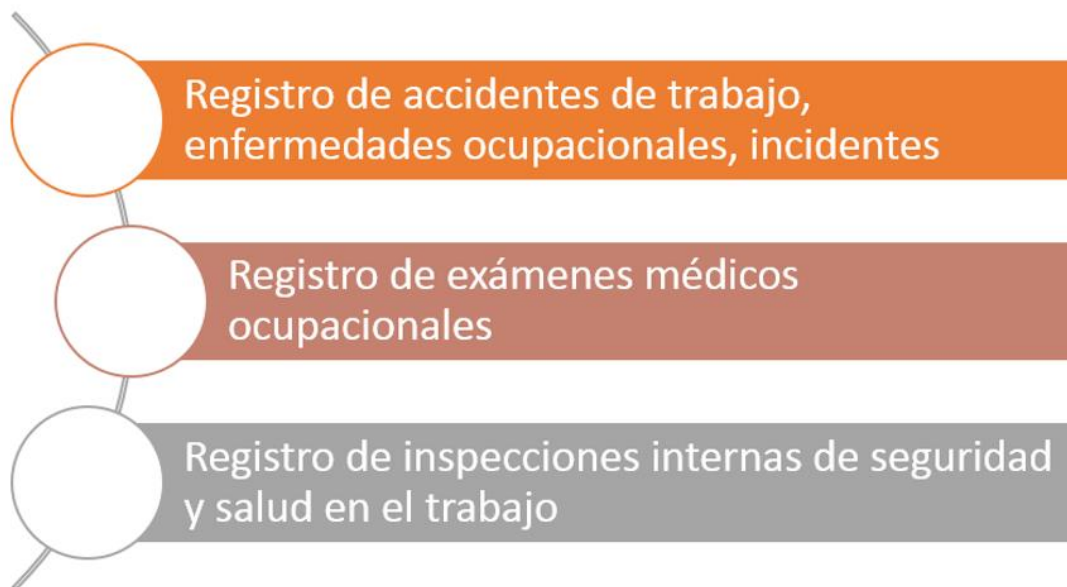 Registro de accidentes de trabajo,
enfermedades ocupacionales, incidentes
Registro de exámenes médicos
ocupacionales
Registro de inspecciones internas de seguridad
y salud en el trabajo